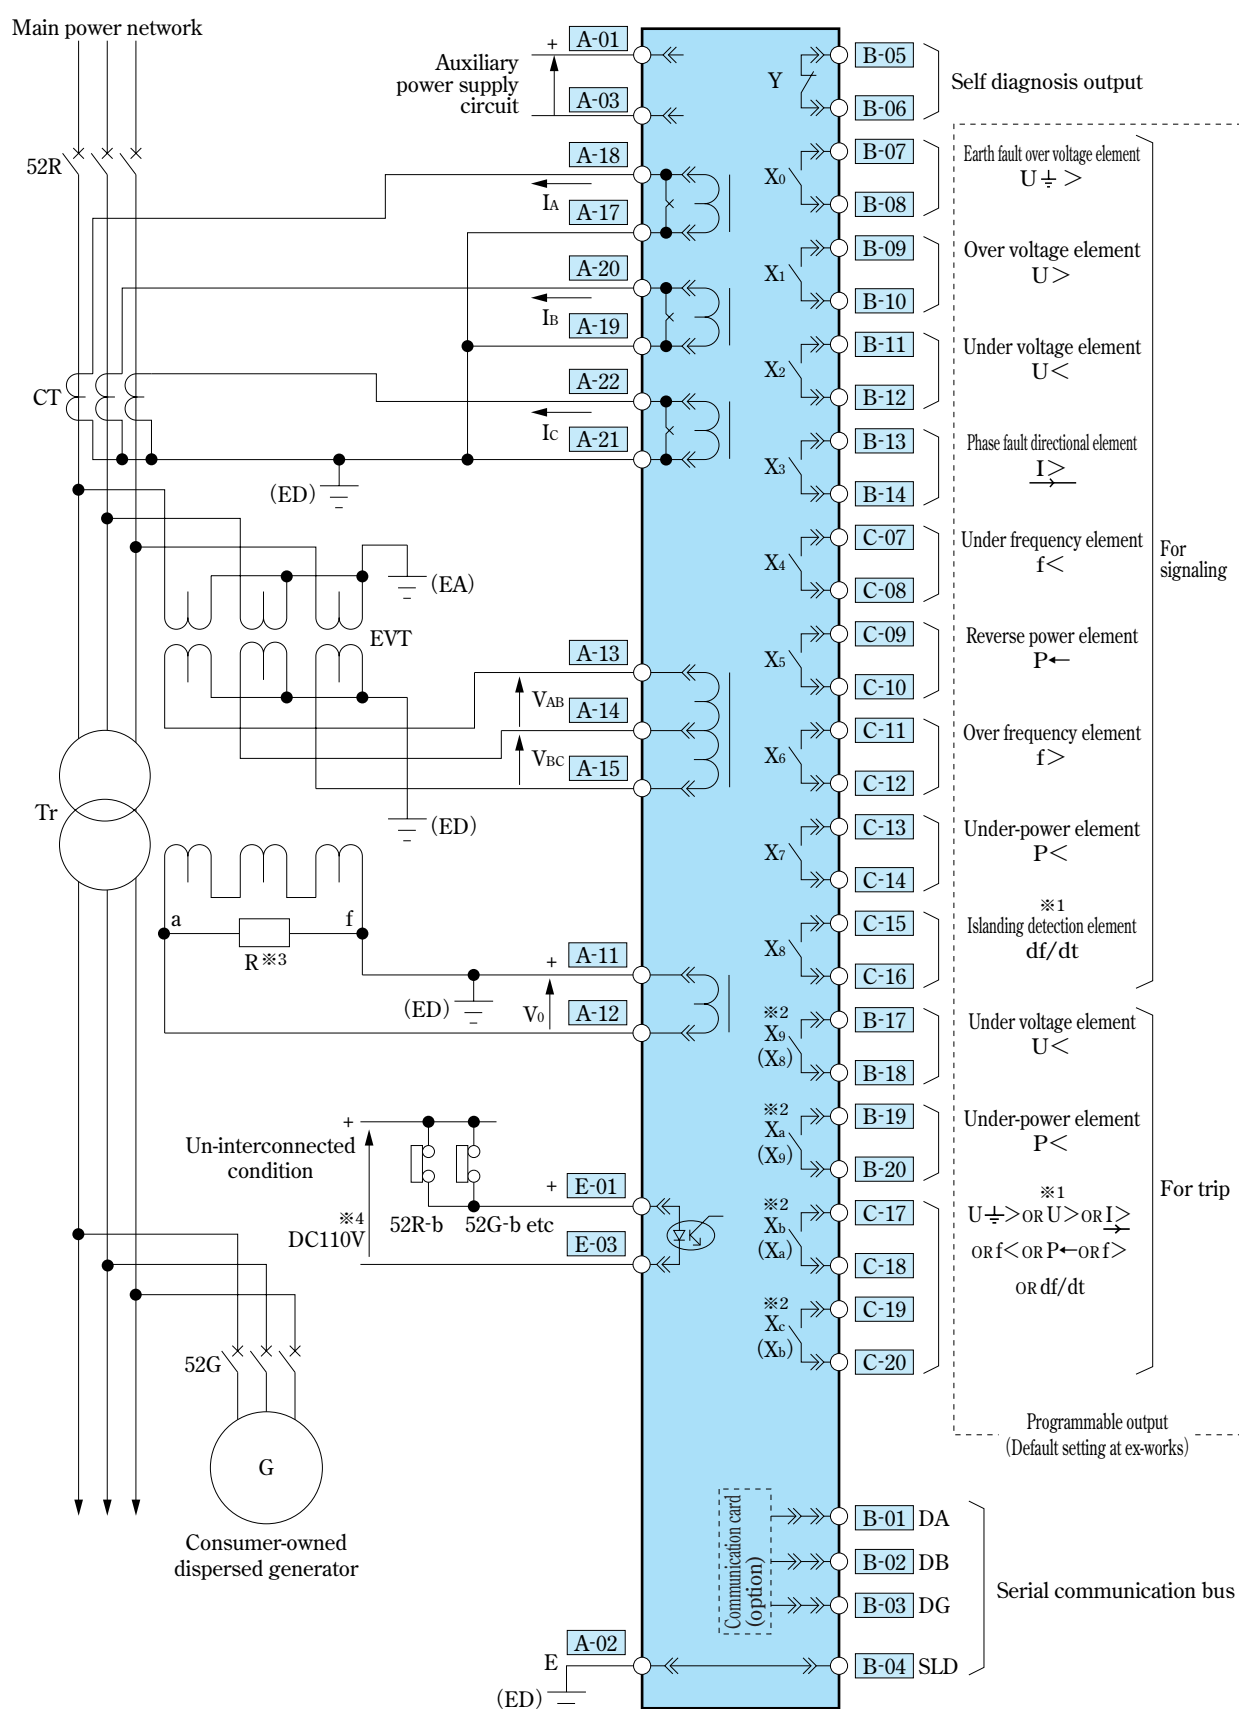 Main power network
52R
CT
Auxiliary
power supply
circuit
+
A-01
A-03
A-18
IA
A-17
A-20
IB
A-19
A-22
IC
A-21
(ED)
(EA)
EVT
A-13
VAB
A-14
VBC
A-15
(ED)
Tr
a
f
R※3
+
A-11
(ED)
V0
A-12
Un-interconnected
condition
+
※4
DC110V
52R-b
52G-b etc
+
E-01
E-03
52G
G
Consumer-owned
dispersed generator
E
A-02
(ED)
Y
B-05
B-06
Self diagnosis output
X0
B-07
B-08
Earth fault over voltage element
U⏚>
X1
B-09
B-10
Over voltage element
U>
X2
B-11
B-12
Under voltage element
U<
X3
B-13
B-14
Phase fault directional element
I>
X4
C-07
C-08
Under frequency element
f<
X5
C-09
C-10
Reverse power element
P←
X6
C-11
C-12
Over frequency element
f>
X7
C-13
C-14
Under-power element
P<
X8
C-15
C-16
※1
Islanding detection element
df/dt
For
signaling
※2
X9
(X8)
B-17
B-18
Under voltage element
U<
※2
Xa
(X9)
B-19
B-20
Under-power element
P<
※2
Xb
(Xa)
C-17
C-18
※1
U⏚>OR U>OR I>
OR f<OR P←OR f>
OR df/dt
※2
Xc
(Xb)
C-19
C-20
For trip
Programmable output
(Default setting at ex-works)
Communication card
(option)
B-01 DA
B-02 DB
B-03 DG
B-04 SLD
Serial communication bus